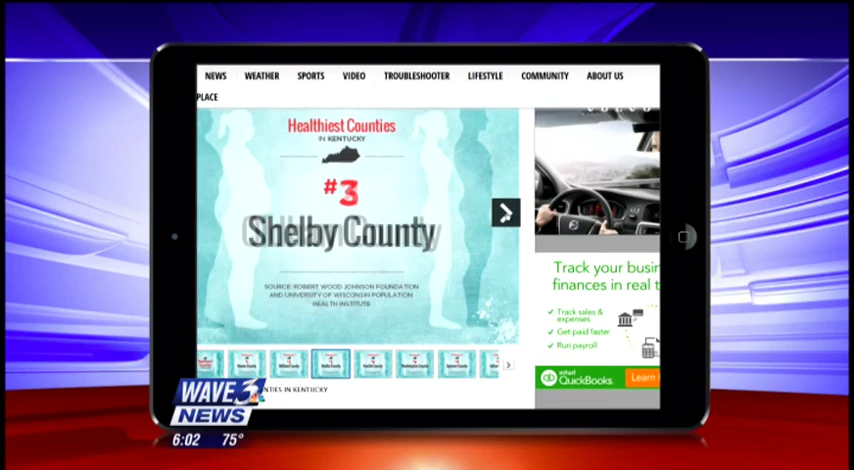 NEWS WEATHER SPORTS VIDEO TROUBLESHOOTER LIFESTYLE COMMUNITY ABOUT US
PLACE
Healthiest Counties
IN KENTUCKY
#3
Shelby County
SOURCE: ROBERT WOOD JOHNSON FOUNDATION
AND UNIVERSITY OF WISCONSIN POPULATION
HEALTH INSTITUTE
NTIES IN KENTUCKY
Track your busin
finances in real t
Track sales &
expenses
Get paid faster
Run payroll
intuit
QuickBooks.
Learn
WAVE 3
NEWS
6:02 75°